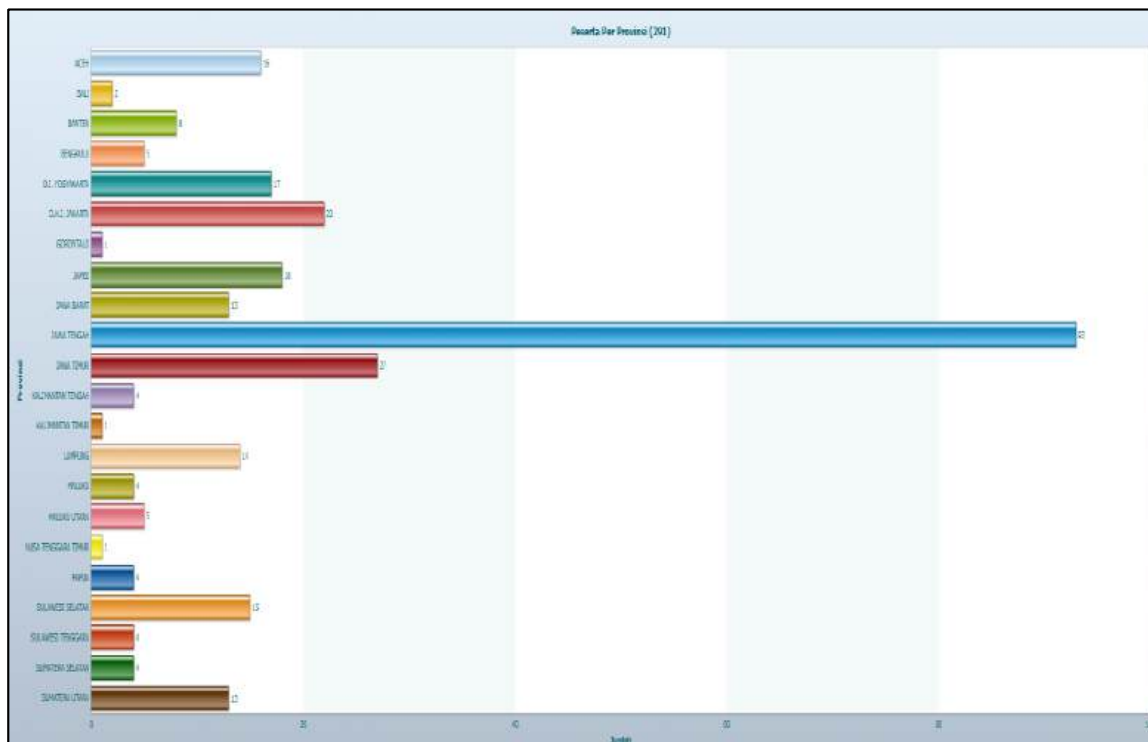 Peserta Per Provinsi (291)
ACEH 16
BALI 2
BANTEN 8
BENGKULU 5
D.I. YOGYAKARTA 17
D.K.I. JAKARTA 22
GORONTALO 1
JAMBI 18
JAWA BARAT 13
JAWA TENGAH 93
JAWA TIMUR 27
KALIMANTAN TENGAH 4
KALIMANTAN TIMUR 1
LAMPUNG 14
MALUKU 4
MALUKU UTARA 5
NUSA TENGGARA TIMUR 1
PAPUA 4
SULAWESI SELATAN 15
SULAWESI TENGGARA 4
SUMATERA SELATAN 4
SUMATERA UTARA 13
Provinsi
0 20 40 60 80
Jumlah